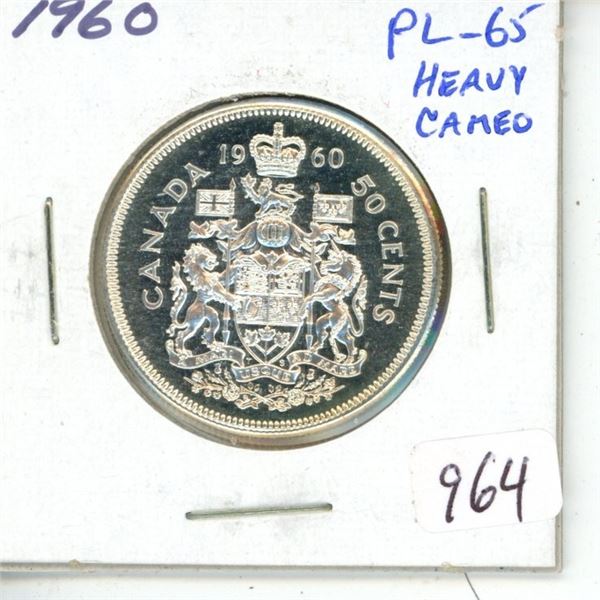 1960
PL-65
HEAVY
CAMEO
19 60
CANADA
50 CENTS
964